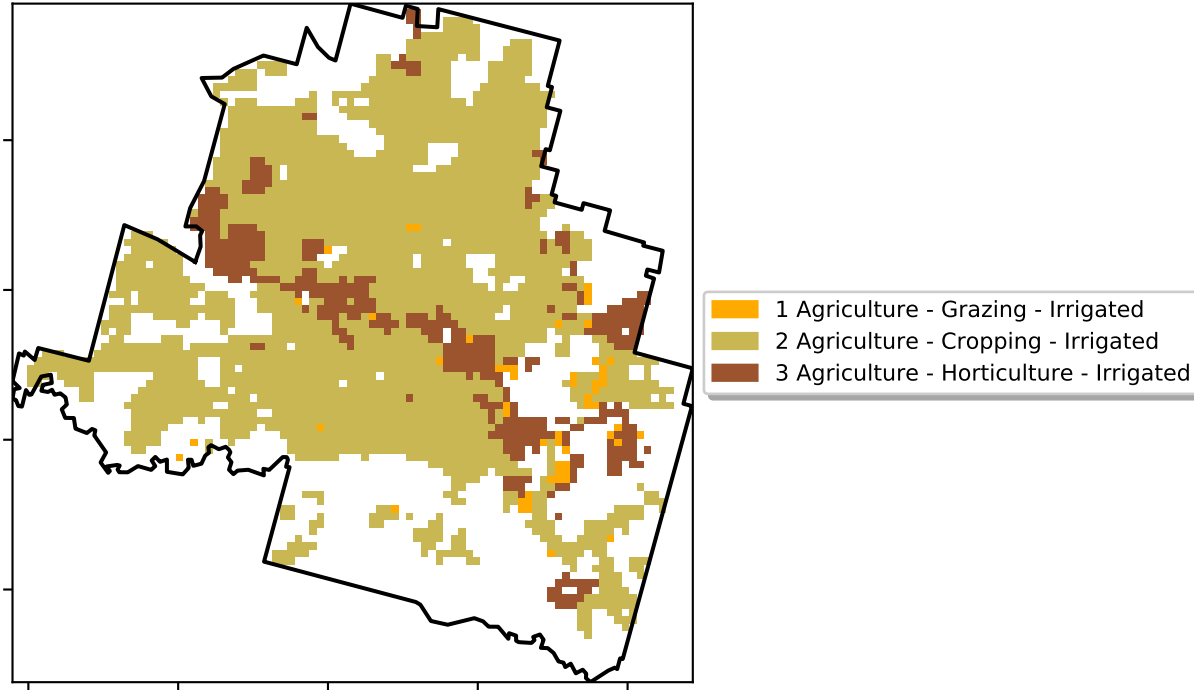 1 Agriculture - Grazing - Irrigated
2 Agriculture - Cropping - Irrigated
3 Agriculture - Horticulture - Irrigated